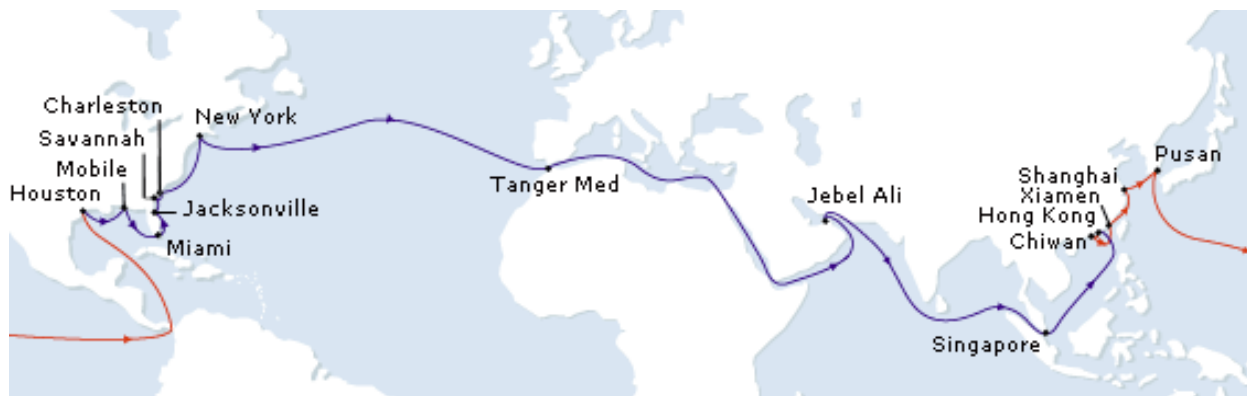 Charleston
New York
Savannah
Mobile
Houston
Jacksonville
Miami
Tanger Med
Jebel Ali
Singapore
Pusan
Shanghai
Xiamen
Hong Kong
Chiwan